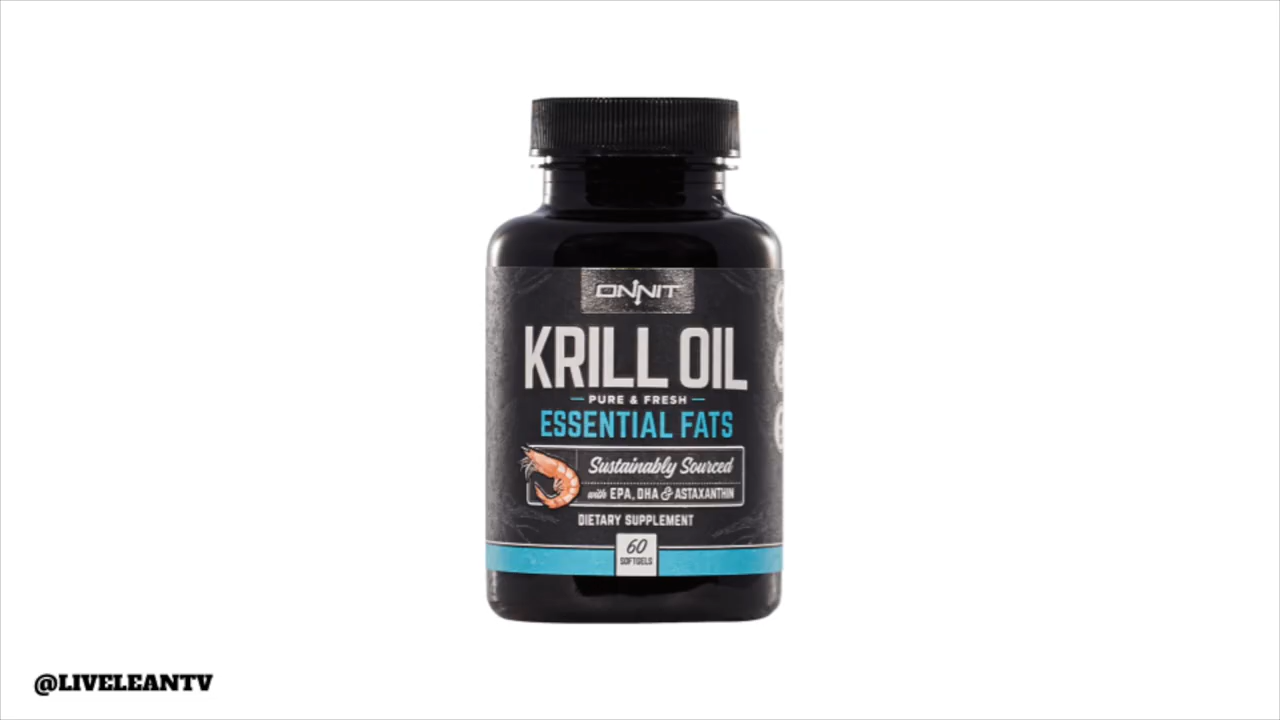 ONNIT
KRILL OIL
PURE & FRESH
ESSENTIAL FATS
Sustainably Sourced
with EPA, DHA & ASTAXANTHIN
DIETARY SUPPLEMENT
60
SOFTGELS
@LIVELEANTV